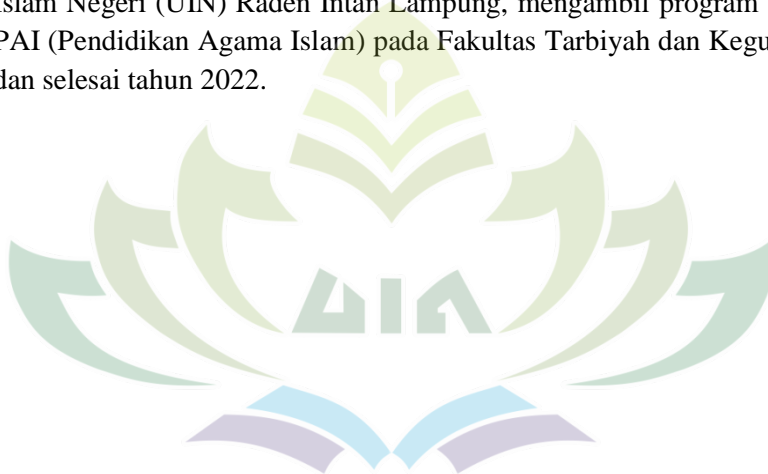 Islam Negeri (UIN) Raden Intan Lampung, mengambil program
PAI (Pendidikan Agama Islam) pada Fakultas Tarbiyah dan
dan selesai tahun 2022.
UIN